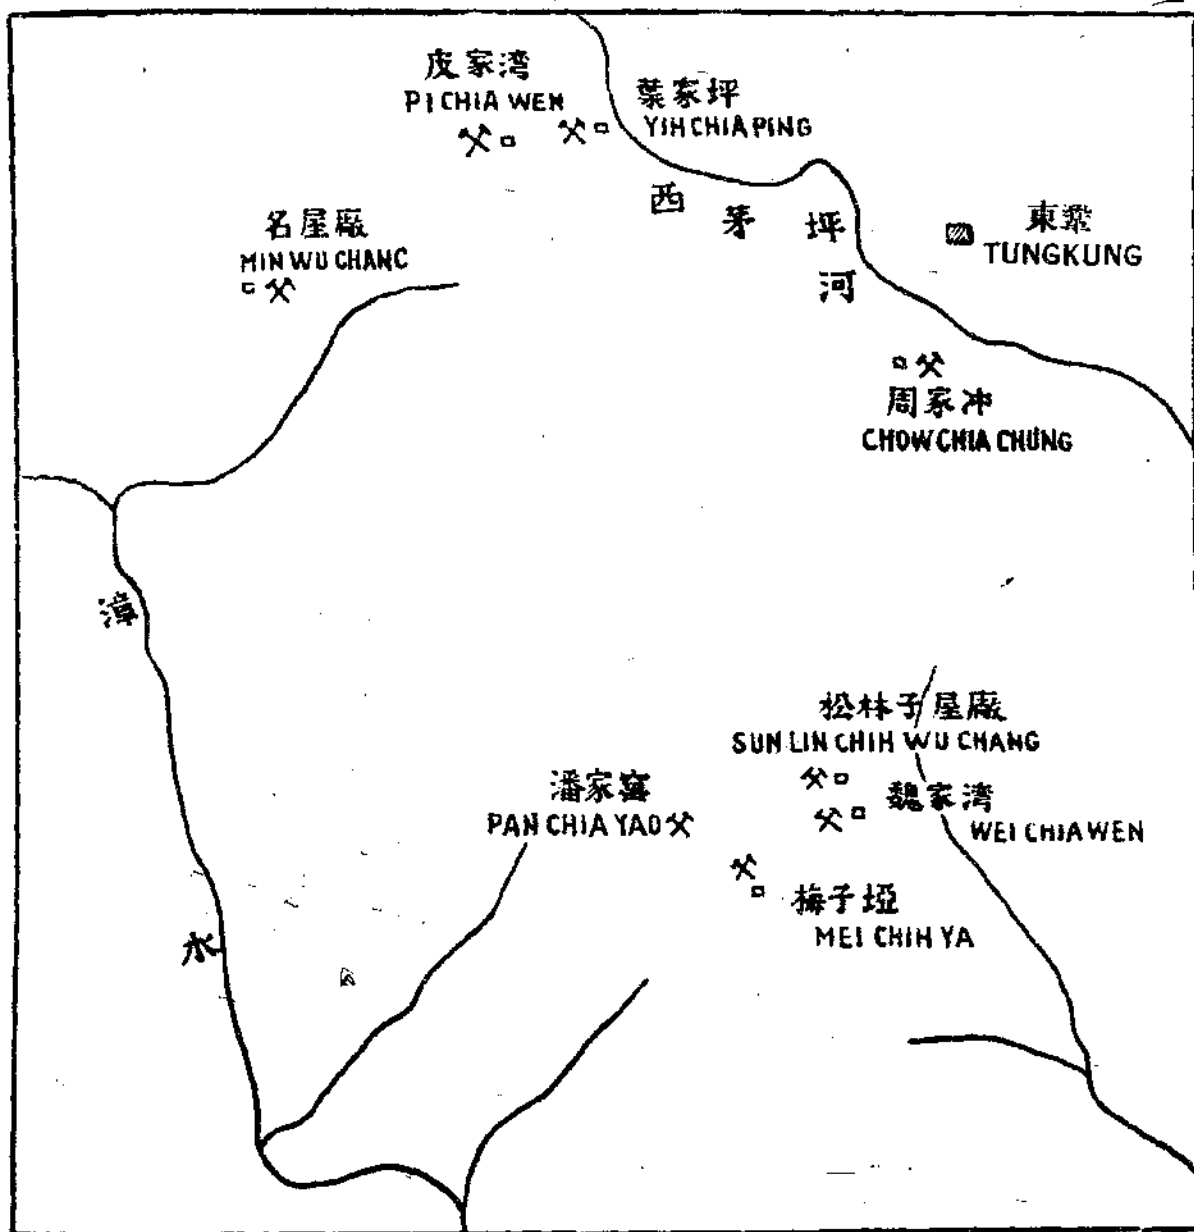 皮家湾
PI CHIA WEN
葉家坪
YIH CHIA PING
西茅坪河
東鞏
TUNGKUNG
名屋廠
MIN WU CHANC
周家冲
CHOW CHIA CHUNG
漳水
松林子屋廠
SUN LIN CHIH WU CHANG
潘家窰
PAN CHIA YAO
魏家湾
WEI CHIA WEN
梅子埡
MEI CHIH YA